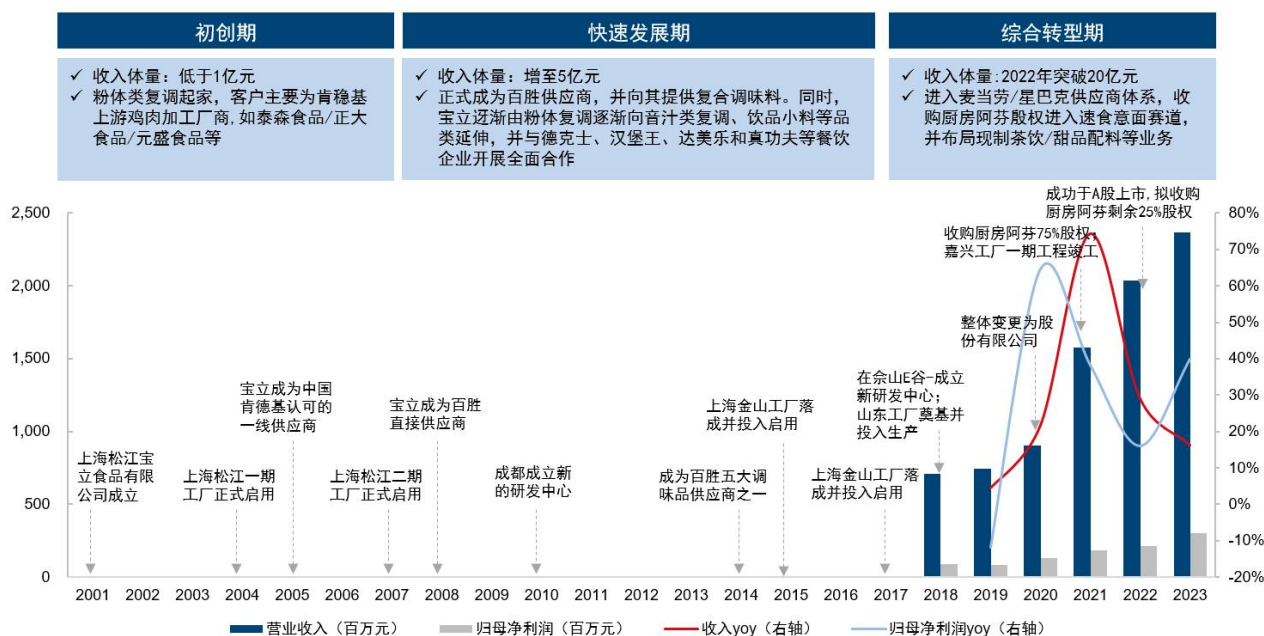 初创期
快速发展期
综合转型期
✓ 收入体量：低于1亿元
✓ 粉体类复调起家，客户主要为肯稳基
上游鸡肉加工厂商,如泰森食品/正大
食品/元盛食品等
✓ 收入体量：增至5亿元
✓ 正式成为百胜供应商，并向其提供复合调味料。同时，
宝立逐渐由粉体复调逐渐向音汁类复调、饮品小料等品
类延伸，并与德克士、汉堡王、达美乐和真功夫等餐饮
企业开展全面合作
✓ 收入体量:2022年突破20亿元
✓ 进入麦当劳/星巴克供应商体系，收
购厨房阿芬殷权进入速食意面赛道，
并布局现制茶饮/甜品配料等业务
成功于A股上市,拟收购
厨房阿芬剩余25%股权
收购厨房阿芬75%股权；
嘉兴工厂一期工程竣工
整体变更为股
份有限公司
在佘山E谷-成立
新研发中心；
山东工厂奠基并
投入生产
宝立成为中国
肯德基认可的
一线供应商
宝立成为百胜
直接供应商
上海金山工厂落
成并投入启用
上海松江宝
立食品有限
公司成立
上海松江一期
工厂正式启用
上海松江二期
工厂正式启用
成都成立新
的研发中心
成为百胜五大调
味品供应商之一
上海金山工厂落
成并投入启用
2,500
2,000
1,500
1,000
500
0
80%
70%
60%
50%
40%
30%
20%
10%
0%
-10%
-20%
2001 2002 2003 2004 2005 2007 2008 2009 2010 2012 2013 2014 2015 2016 2017 2018 2019 2020 2021 2022 2023
营业收入（百万元） 归母净利润（百万元） 收入yoy（右轴） 归母净利润yoy（右轴）